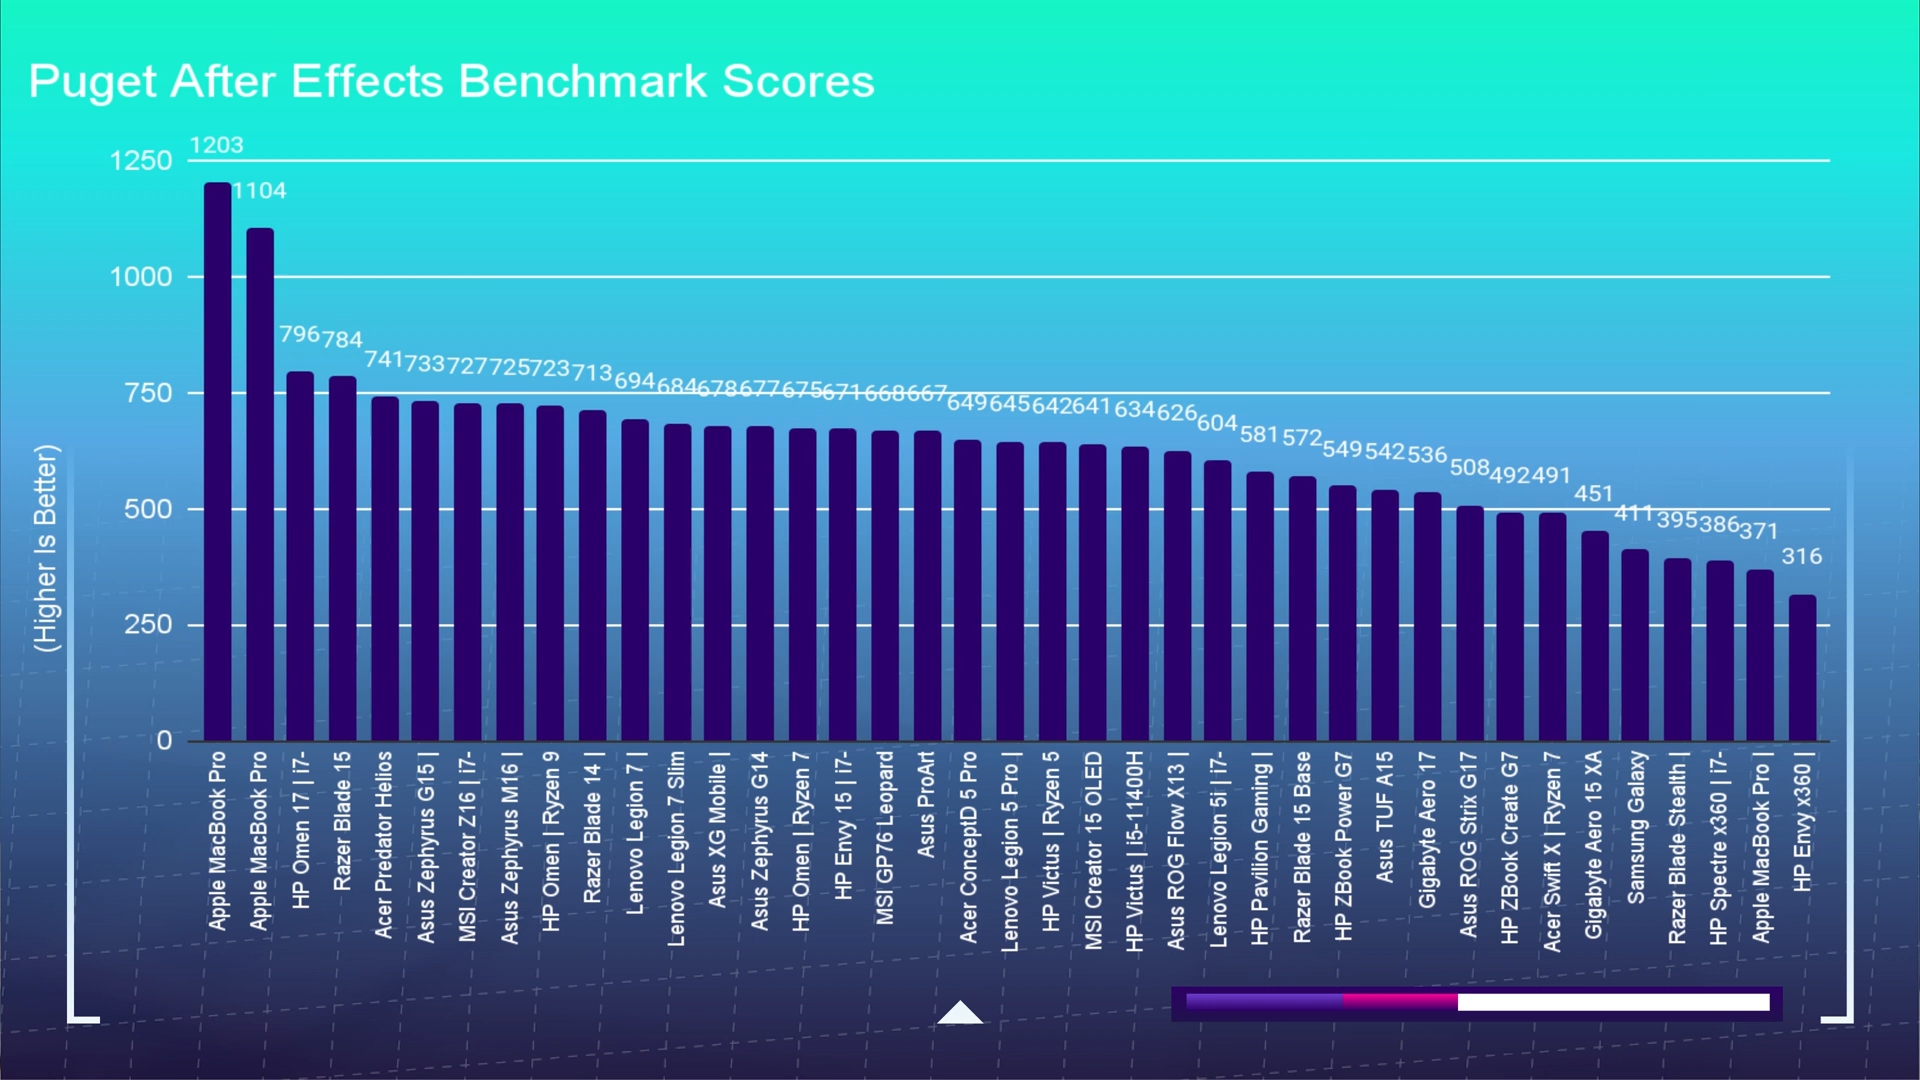 Puget After Effects Benchmark Scores
(Higher Is Better)
1250
1000
750
500
250
0
1203
1104
796
784
741
733
727
725
723
713
694
684
678
677
675
671
668
667
649
645
642
641
634
626
604
581
572
549
542
536
508
492
491
451
411
395
386
371
316
Apple MacBook Pro
Apple MacBook Pro
HP Omen 17 | i7-
Razer Blade 15
Acer Predator Helios
Asus Zephyrus G15 |
MSI Creator Z16 | i7-
Asus Zephyrus M16 |
HP Omen | Ryzen 9
Razer Blade 14 |
Lenovo Legion 7 |
Lenovo Legion 7 Slim
Asus XG Mobile |
Asus Zephyrus G14
HP Omen | Ryzen 7
HP Envy 15 | i7-
MSI GP76 Leopard
Asus ProArt
Acer ConceptD 5 Pro
Lenovo Legion 5 Pro |
HP Victus | Ryzen 5
MSI Creator 15 OLED
HP Victus | i5-11400H
Asus ROG Flow X13 |
Lenovo Legion 5i | i7-
HP Pavilion Gaming |
Razer Blade 15 Base
HP ZBook Power G7
Asus TUF A15
Gigabyte Aero 17
Asus ROG Strix G17
HP ZBook Create G7
Acer Swift X | Ryzen 7
Gigabyte Aero 15 XA
Samsung Galaxy
Razer Blade Stealth |
HP Spectre x360 | i7-
Apple MacBook Pro |
HP Envy x360 |